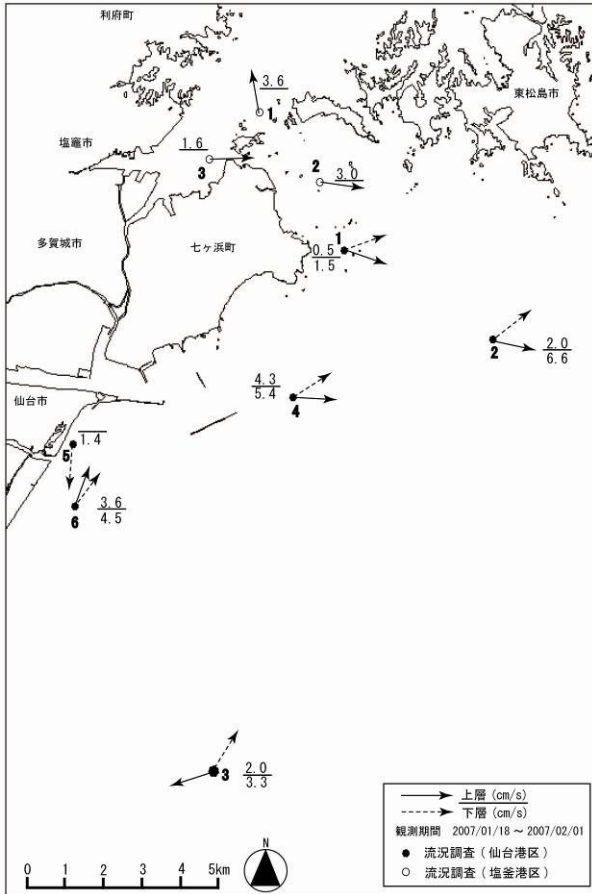 利府町
3.6
1
東松島市
塩竈市
1.6
3
2
3.0
多賀城市
七ヶ浜町
1
0.5
1.5
2
2.0
6.6
4.3
5.4
4
仙台市
5
1.4
3.6
4.5
6
3
2.0
3.3
上層 (cm/s)
下層 (cm/s)
観測期間 2007/01/18 ~ 2007/02/01
● 流況調査 ( 仙台港区 )
○ 流況調査 ( 塩釜港区 )
N
0 1 2 3 4 5km